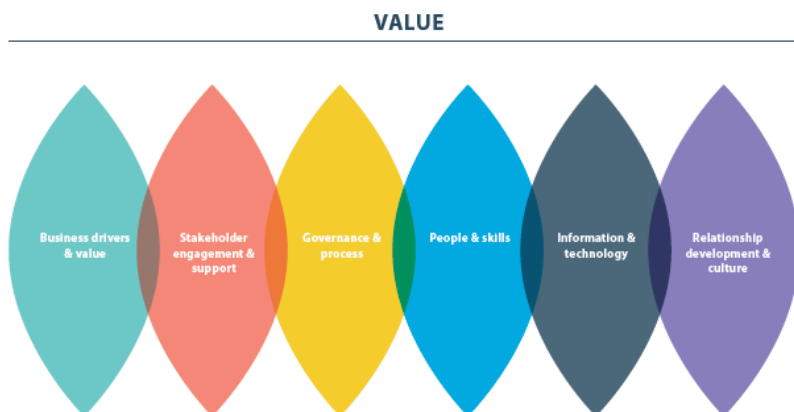 VALUE
Business drivers
& value
Stakeholder
engagement &
support
Governance &
process
People & skills
Information &
technology
Relationship
development &
culture